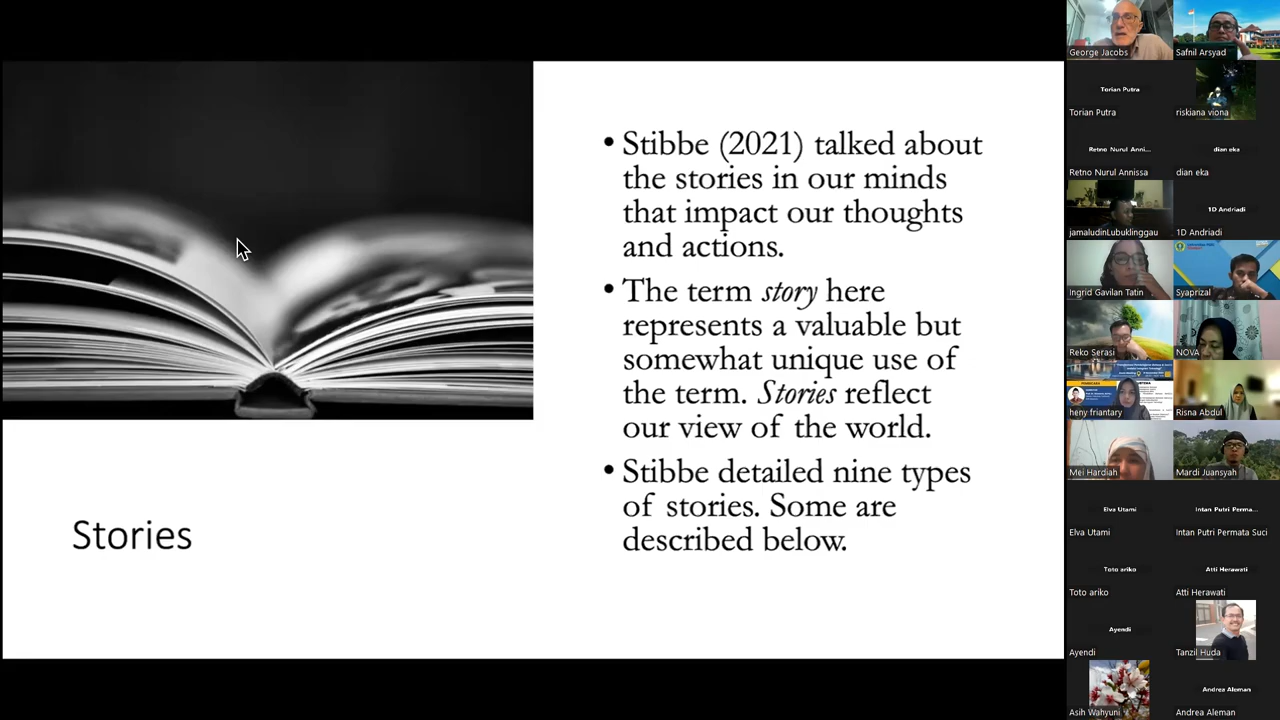 Stibbe (2021) talked about
the stories in our minds
that impact our thoughts
and actions.
The term story here
represents a valuable but
somewhat unique use of
the term. Stories reflect
our view of the world.
Stibbe detailed nine types
of stories. Some are
described below.
Stories
George Jacobs
Safnil Arsyad
Torian Putra
Torian Putra
riskiana viona
Retno Nurul Anni...
dian eka
Retno Nurul Annissa
dian eka
1D Andriadi
jamaludinLubuklinggau
1D Andriadi
Ingrid Gavilan Tatin
Syaprizal
Reko Serasi
NOVA
heny friantary
Risna Abdul
Mei Hardiah
Mardi Juansyah
Elva Utami
Intan Putri Perma...
Elva Utami
Intan Putri Permata Suci
Toto ariko
Atti Herawati
Toto ariko
Atti Herawati
Ayendi
Ayendi
Tanzil Huda
Andrea Aleman
Asih Wahyuni
Andrea Aleman